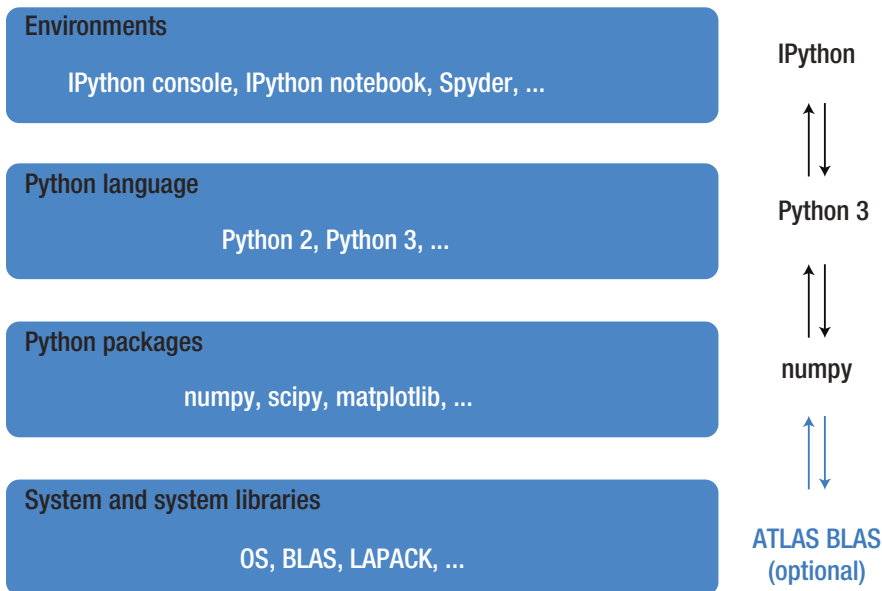 Environments
IPython console, IPython notebook, Spyder, ...
IPython
Python language
Python 2, Python 3, ...
Python 3
Python packages
numpy, scipy, matplotlib, ...
numpy
System and system libraries
OS, BLAS, LAPACK, ...
ATLAS BLAS
(optional)